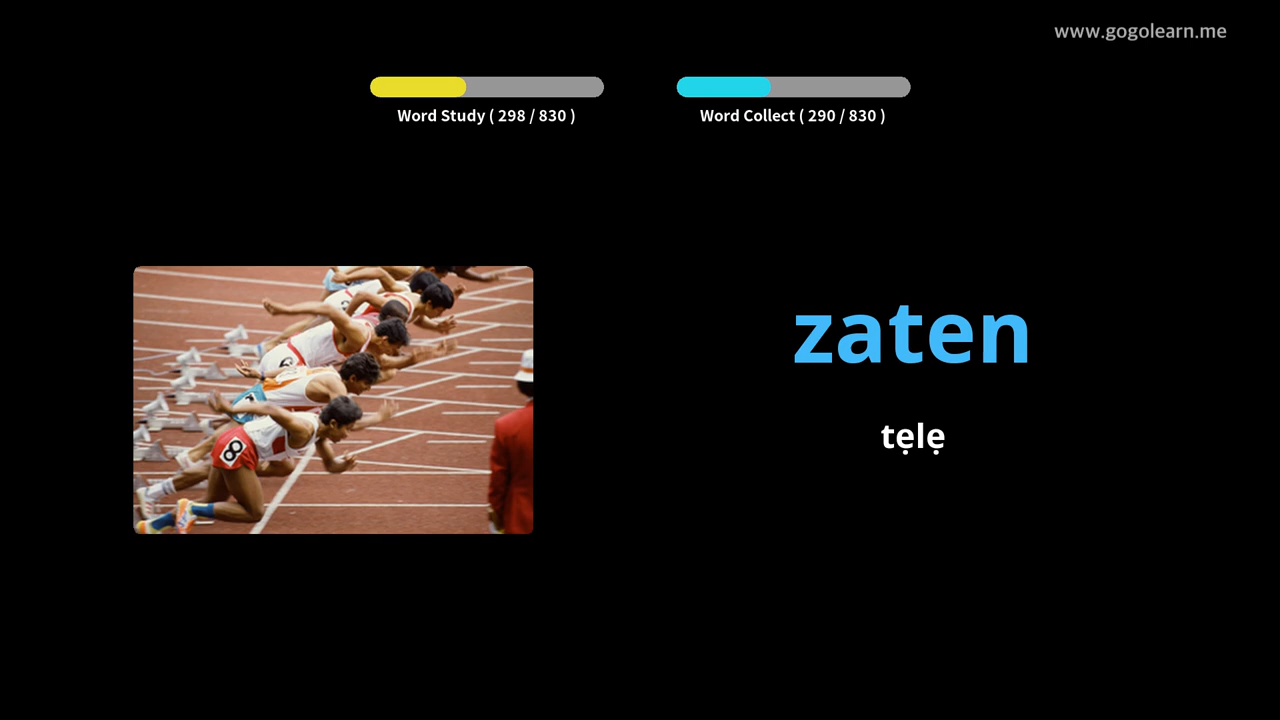 www.gogolearn.me
Word Study ( 298 / 830 )
Word Collect ( 290 / 830 )
zaten
tẹlẹ
8